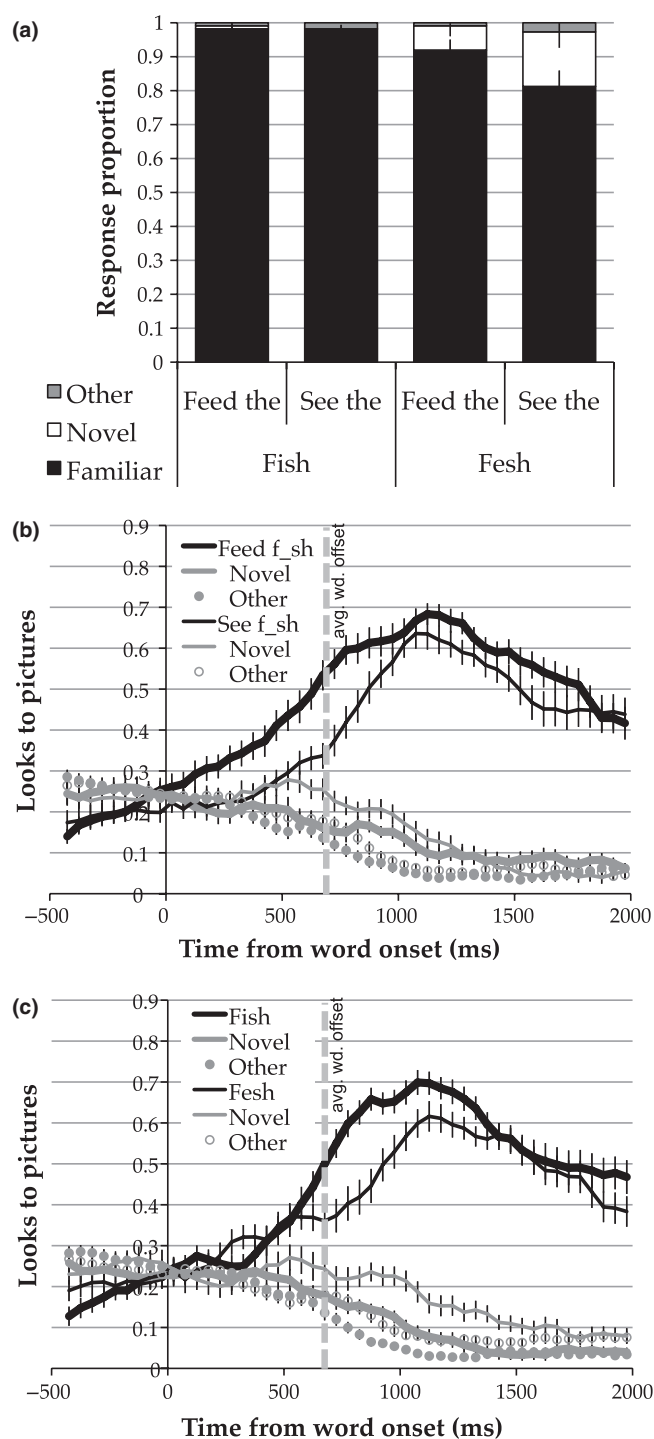 (a)
Response proportion
1
0.9
0.8
0.7
0.6
0.5
0.4
0.3
0.2
0.1
0
Other
Novel
Familiar
Feed the See the Feed the See the
Fish Fesh
(b)
Looks to pictures
0.9
0.8
0.7
0.6
0.5
0.4
0.3
0.2
0.1
0
Feed f_sh
Novel
Other
See f_sh
Novel
Other
avg. wd. offset
−500 0 500 1000 1500 2000
Time from word onset (ms)
(c)
Looks to pictures
0.9
0.8
0.7
0.6
0.5
0.4
0.3
0.2
0.1
0
Fish
Novel
Other
Fesh
Novel
Other
avg. wd. offset
−500 0 500 1000 1500 2000
Time from word onset (ms)